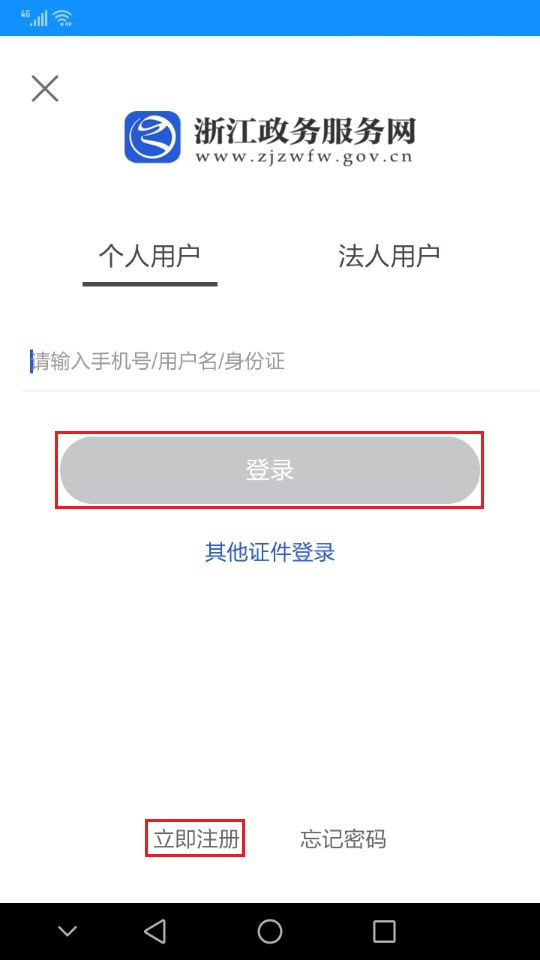 4G
浙江政务服务网
www.zjzwfw.gov.cn
个人用户 法人用户
请输入手机号/用户名/身份证
登录
其他证件登录
立即注册 忘记密码